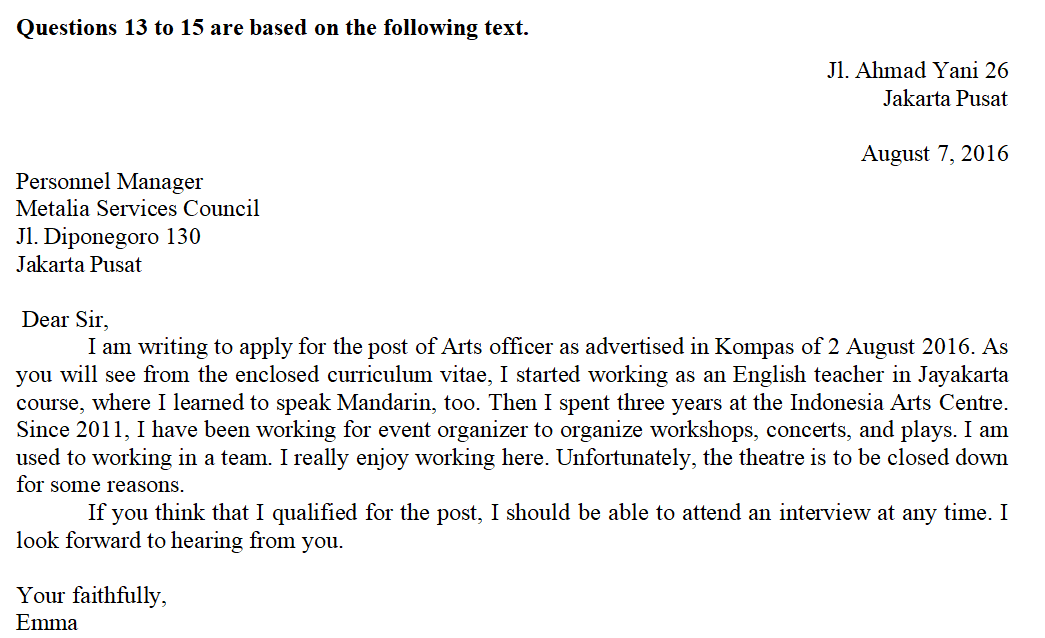 Questions 13 to 15 are based on the following text.
Jl. Ahmad Yani 26
Jakarta Pusat
August 7, 2016
Personnel Manager
Metalia Services Council
Jl. Diponegoro 130
Jakarta Pusat
Dear Sir,
I am writing to apply for the post of Arts officer as advertised in Kompas of 2 August 2016. As
you will see from the enclosed curriculum vitae, I started working as an English teacher in Jayakarta
course, where I learned to speak Mandarin, too. Then I spent three years at the Indonesia Arts Centre.
Since 2011, I have been working for event organizer to organize workshops, concerts, and plays. I am
used to working in a team. I really enjoy working here. Unfortunately, the theatre is to be closed down
for some reasons.
If you think that I qualified for the post, I should be able to attend an interview at any time. I
look forward to hearing from you.
Your faithfully,
Emma